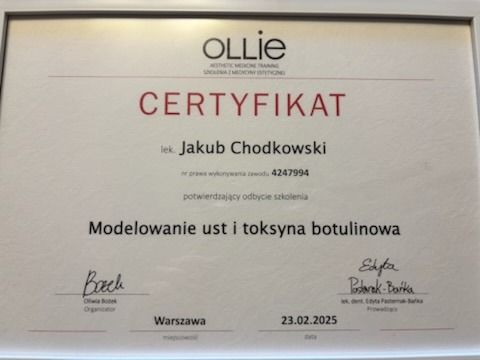 OLLIE
AESTHETIC MEDICINE TRAINING
SZKOLENIA Z MEDYCYNY ESTETYCZNEJ
CERTYFIKAT
lek. Jakub Chodkowski
nr prawa wykonywania zawodu 4247994
potwierdzający odbycie szkolenia
Modelowanie ust i toksyna botulinowa
Bożek
Edyta
Pasternak-Bańka
Oliwia Bożek
Organizator
lek. dent. Edyta Pasternak-Bańka
Prowadzący
Warszawa
23.02.2025
miejscowość
data